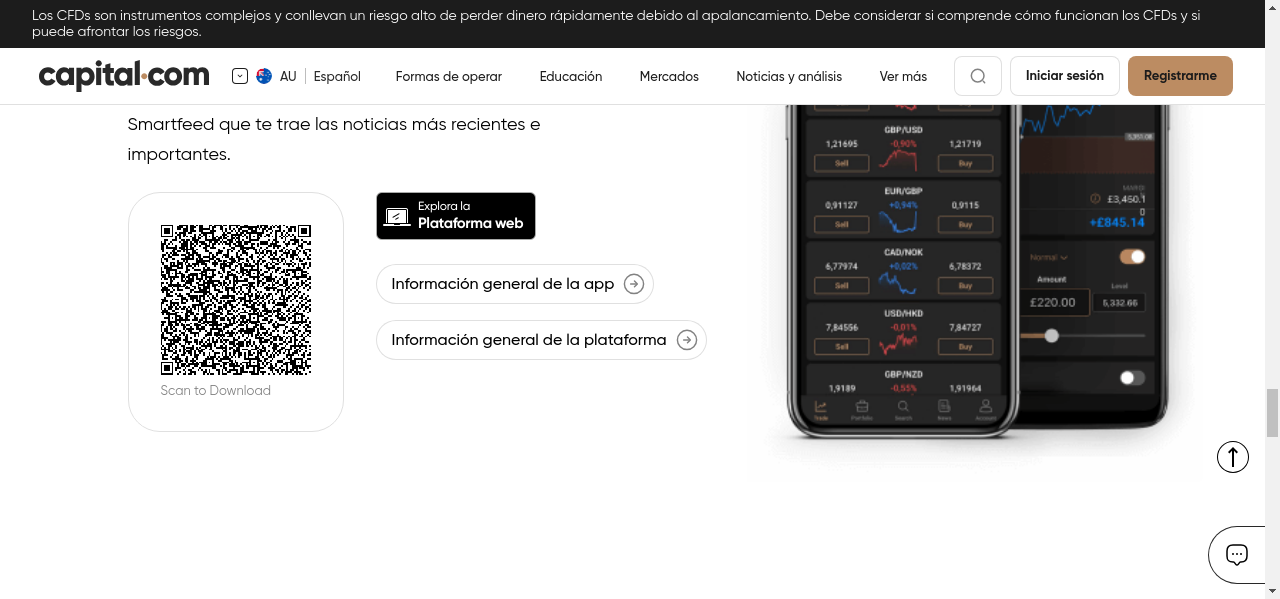 Los CFDs son instrumentos complejos y conllevan un riesgo alto de perder dinero rápidamente debido al apalancamiento. Debe considerar si comprende cómo funcionan los CFDs y si
puede afrontar los riesgos.
capital.com
AU
Español
Formas de operar
Educación
Mercados
Noticias y análisis
Ver más
Iniciar sesión
Registrarme
Smartfeed que te trae las noticias más recientes e
importantes.
Scan to Download
Explora la
Plataforma web
Información general de la app
Información general de la plataforma
GBP/USD
1,21695 -0,90% 1,21719
Sell Buy
EUR/GBP
0,91127 +0,94% 0,9115
Sell Buy
CAD/NOK
6,77974 +0,02% 6,78372
Sell Buy
USD/HKD
7,84556 -0,01% 7,84727
Sell Buy
GBP/NZD
1,9189 -0,55% 1,91964
Trade Portfolio Search News Account
£3,450.1
0
+£845.14
Normal
Amount
Level
£220.00
5,332.66